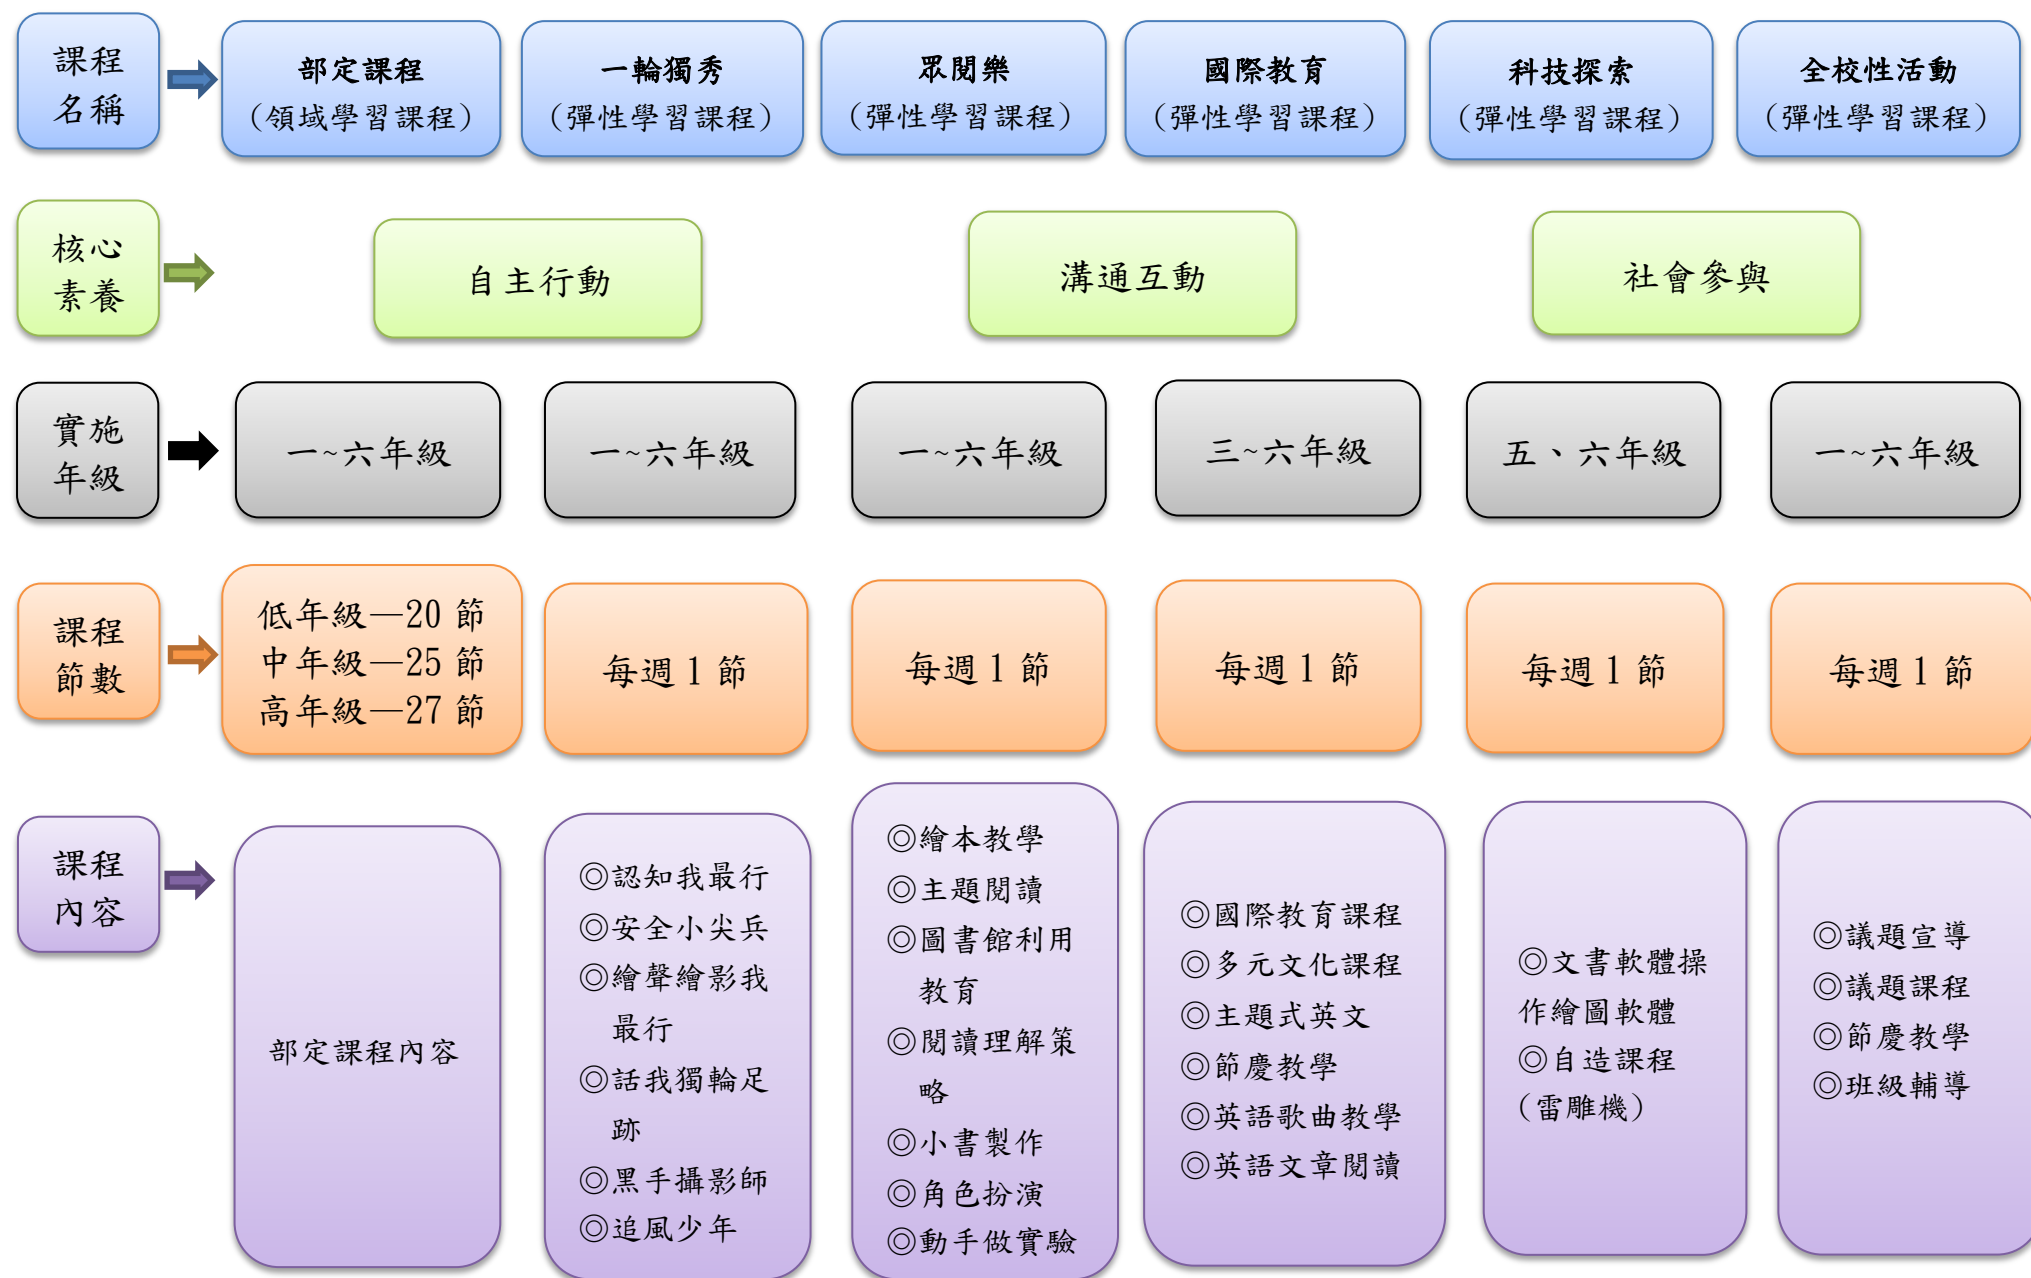 課程
名稱
部定課程
(領域學習課程)
一輪獨秀
(彈性學習課程)
眾閱樂
(彈性學習課程)
國際教育
(彈性學習課程)
科技探索
(彈性學習課程)
全校性活動
(彈性學習課程)
核心
素養
自主行動
溝通互動
社會參與
實施
年級
一~六年級
一~六年級
一~六年級
三~六年級
五、六年級
一~六年級
課程
節數
低年級—20 節
中年級—25 節
高年級—27 節
每週 1 節
每週 1 節
每週 1 節
每週 1 節
每週 1 節
課程
內容
部定課程內容
◎認知我最行
◎安全小尖兵
◎繪聲繪影我
最行
◎話我獨輪足
跡
◎黑手攝影師
◎追風少年
◎繪本教學
◎主題閱讀
◎圖書館利用
教育
◎閱讀理解策
略
◎小書製作
◎角色扮演
◎動手做實驗
◎國際教育課程
◎多元文化課程
◎主題式英文
◎節慶教學
◎英語歌曲教學
◎英語文章閱讀
◎文書軟體操
作繪圖軟體
◎自造課程
(雷雕機)
◎議題宣導
◎議題課程
◎節慶教學
◎班級輔導